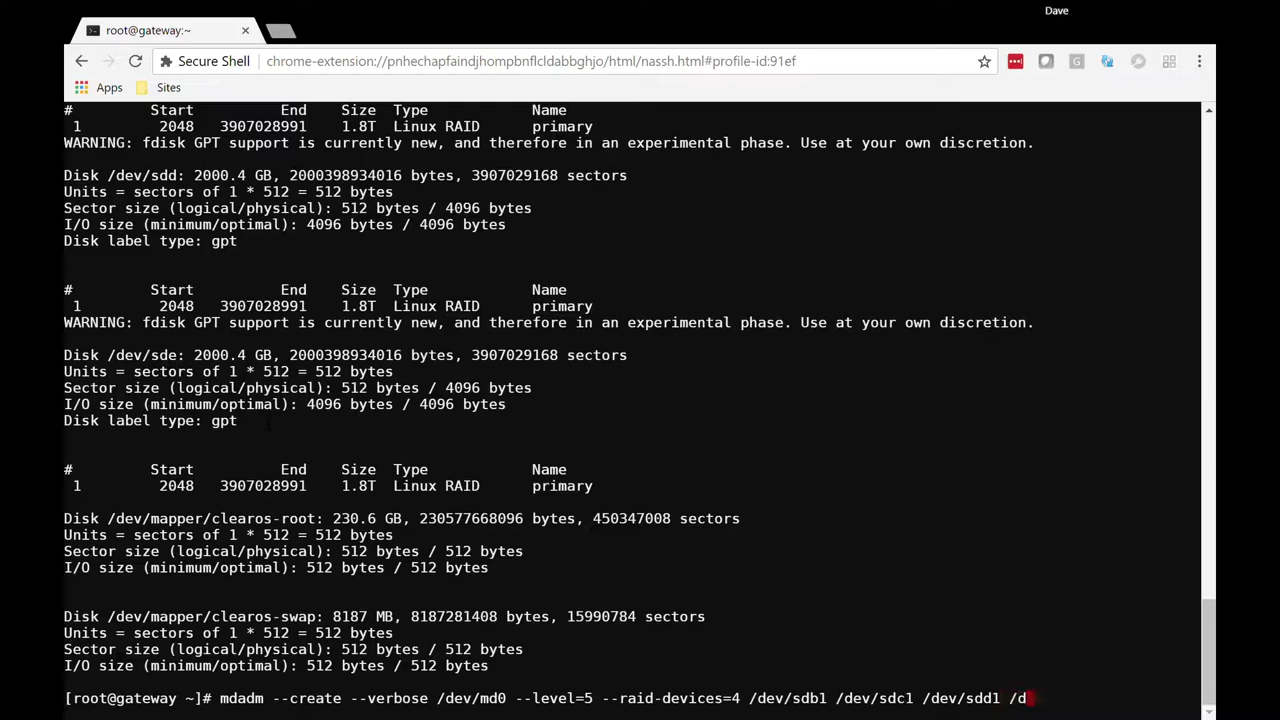 Dave
root@gateway:~
Secure Shell chrome-extension://pnhechapfaindjhompbnflcldabbghjo/html/nassh.html#profile-id:91ef
Apps Sites
# Start End Size Type Name
1 2048 3907028991 1.8T Linux RAID primary
WARNING: fdisk GPT support is currently new, and therefore in an experimental phase. Use at your own discretion.
Disk /dev/sdd: 2000.4 GB, 2000398934016 bytes, 3907029168 sectors
Units = sectors of 1 * 512 = 512 bytes
Sector size (logical/physical): 512 bytes / 4096 bytes
I/O size (minimum/optimal): 4096 bytes / 4096 bytes
Disk label type: gpt
# Start End Size Type Name
1 2048 3907028991 1.8T Linux RAID primary
WARNING: fdisk GPT support is currently new, and therefore in an experimental phase. Use at your own discretion.
Disk /dev/sde: 2000.4 GB, 2000398934016 bytes, 3907029168 sectors
Units = sectors of 1 * 512 = 512 bytes
Sector size (logical/physical): 512 bytes / 4096 bytes
I/O size (minimum/optimal): 4096 bytes / 4096 bytes
Disk label type: gpt
# Start End Size Type Name
1 2048 3907028991 1.8T Linux RAID primary
Disk /dev/mapper/clearos-root: 230.6 GB, 230577668096 bytes, 450347008 sectors
Units = sectors of 1 * 512 = 512 bytes
Sector size (logical/physical): 512 bytes / 512 bytes
I/O size (minimum/optimal): 512 bytes / 512 bytes
Disk /dev/mapper/clearos-swap: 8187 MB, 8187281408 bytes, 15990784 sectors
Units = sectors of 1 * 512 = 512 bytes
Sector size (logical/physical): 512 bytes / 512 bytes
I/O size (minimum/optimal): 512 bytes / 512 bytes
[root@gateway ~]# mdadm --create --verbose /dev/md0 --level=5 --raid-devices=4 /dev/sdb1 /dev/sdc1 /dev/sdd1 /d